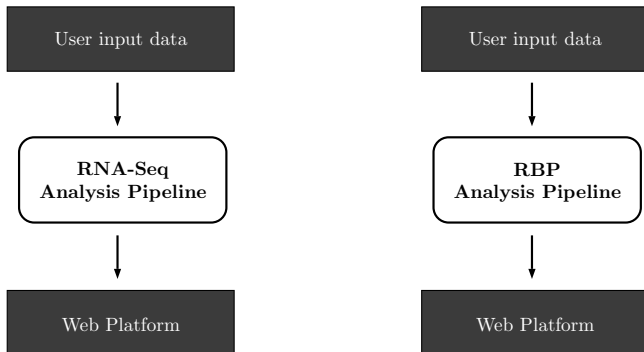 User input data
RNA-Seq
Analysis Pipeline
Web Platform
User input data
RBP
Analysis Pipeline
Web Platform